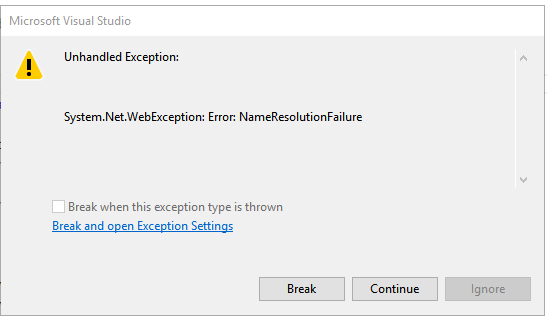 Microsoft Visual Studio
Unhandled Exception:
System.Net.WebException: Error: NameResolutionFailure
Break when this exception type is thrown
Break and open Exception Settings
Break Continue Ignore